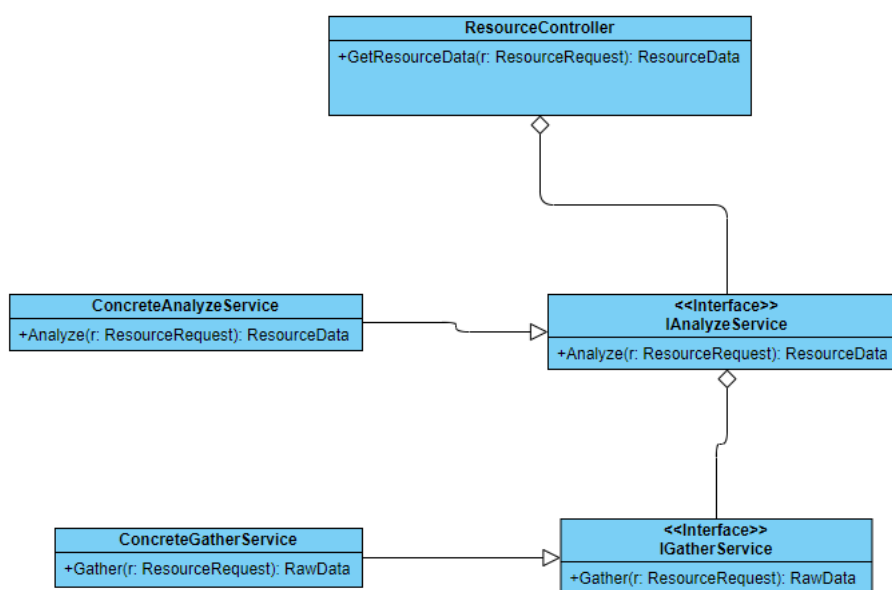 ResourceController
+GetResourceData(r: ResourceRequest): ResourceData
ConcreteAnalyzeService
+Analyze(r: ResourceRequest): ResourceData
<<Interface>>
IAnalyzeService
+Analyze(r: ResourceRequest): ResourceData
ConcreteGatherService
+Gather(r: ResourceRequest): RawData
<<Interface>>
IGatherService
+Gather(r: ResourceRequest): RawData